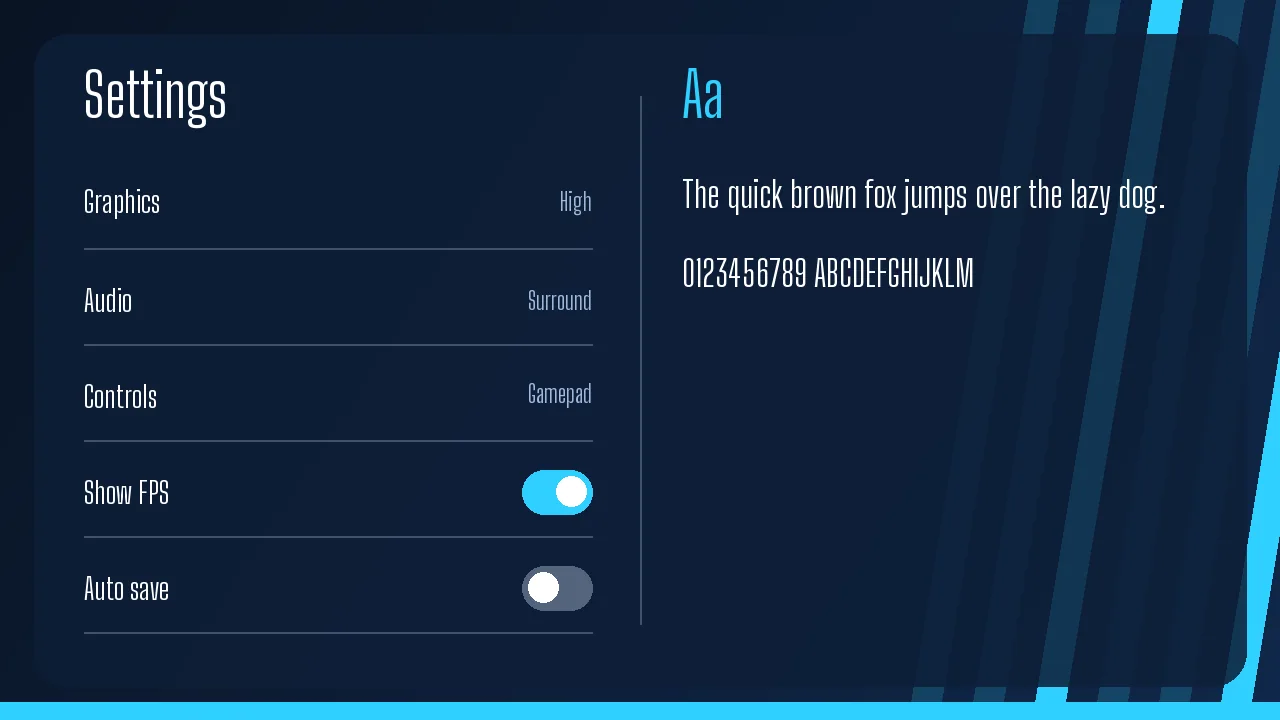 Settings
Graphics
High
Audio
Surround
Controls
Gamepad
Show FPS
Auto save
Aa
The quick brown fox jumps over the lazy dog.
0123456789 ABCDEFGHIJKLM